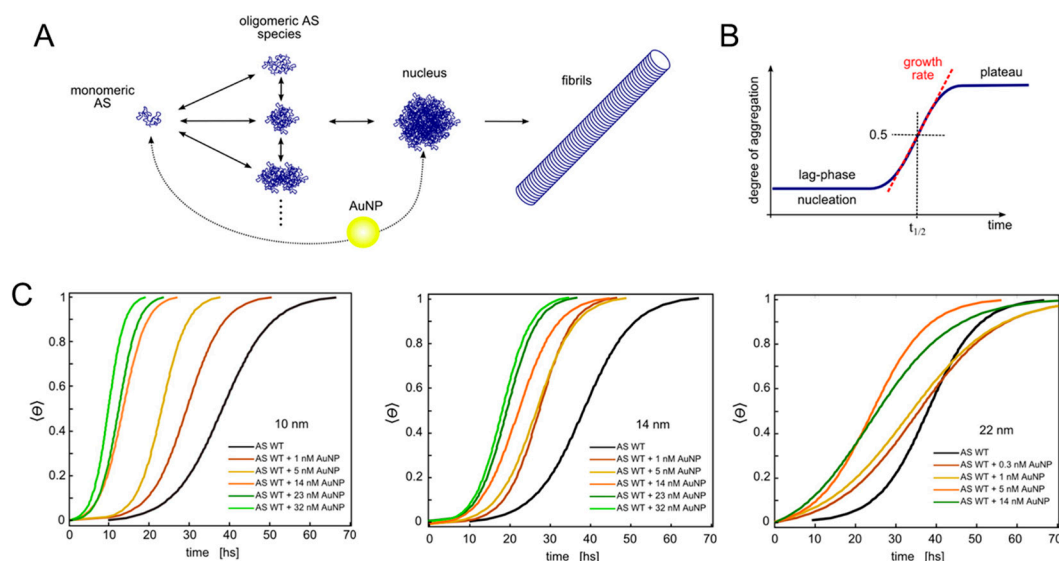 A
oligomeric AS
species
monomeric
AS
nucleus
fibrils
AuNP
B
degree of aggregation
growth
rate
plateau
0.5
lag-phase
nucleation
time
t1/2
C
⟨Θ⟩
1
0.8
0.6
0.4
0.2
0
0 10 20 30 40 50 60 70
time [hs]
10 nm
AS WT
AS WT + 1 nM AuNP
AS WT + 5 nM AuNP
AS WT + 14 nM AuNP
AS WT + 23 nM AuNP
AS WT + 32 nM AuNP
⟨Θ⟩
1
0.8
0.6
0.4
0.2
0
0 10 20 30 40 50 60 70
time [hs]
14 nm
AS WT
AS WT + 1 nM AuNP
AS WT + 5 nM AuNP
AS WT + 14 nM AuNP
AS WT + 23 nM AuNP
AS WT + 32 nM AuNP
⟨Θ⟩
1
0.8
0.6
0.4
0.2
0
0 10 20 30 40 50 60 70
time [hs]
22 nm
AS WT
AS WT + 0.3 nM AuNP
AS WT + 1 nM AuNP
AS WT + 5 nM AuNP
AS WT + 14 nM AuNP